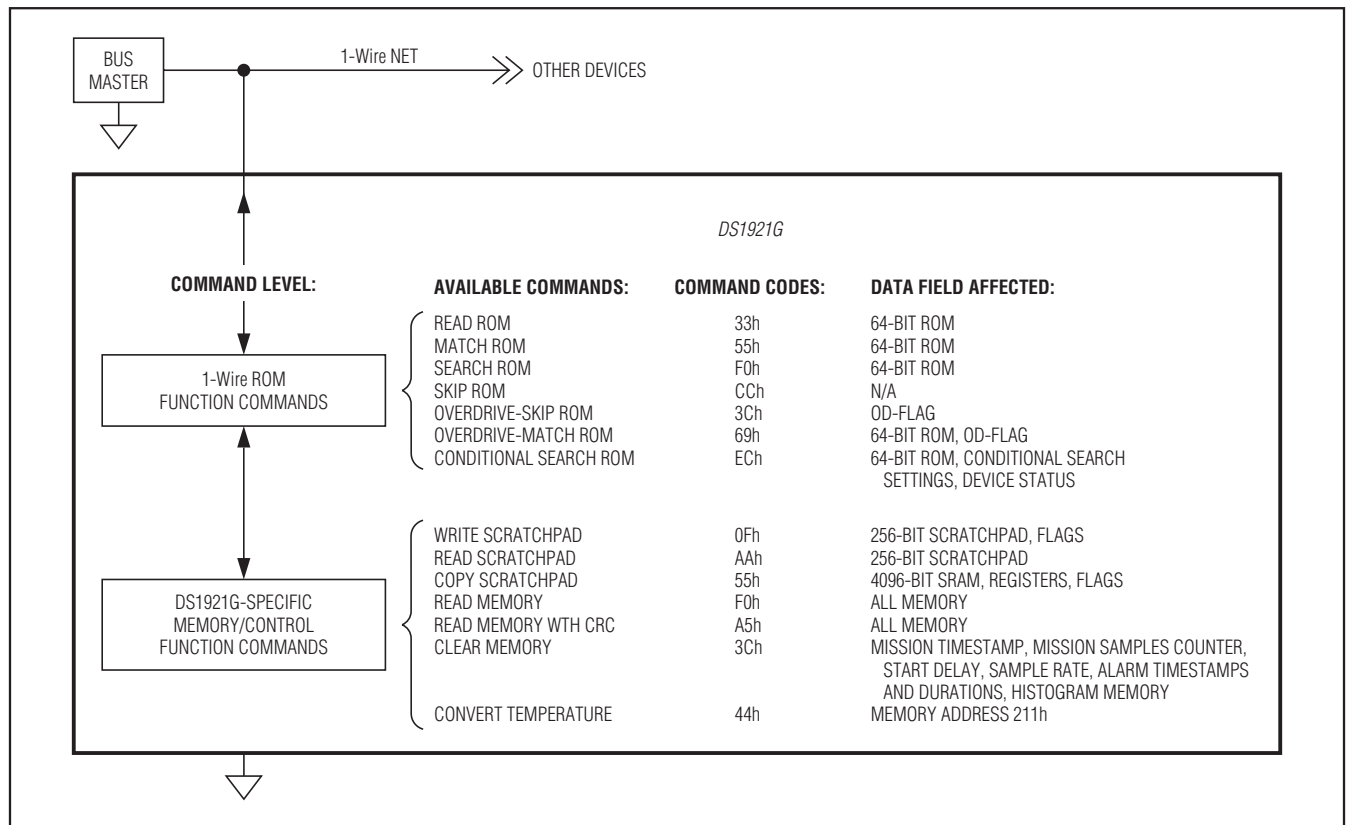 BUS
MASTER
1-Wire NET
OTHER DEVICES
DS1921G
COMMAND LEVEL: AVAILABLE COMMANDS: COMMAND CODES: DATA FIELD AFFECTED:
1-Wire ROM
FUNCTION COMMANDS
READ ROM 33h 64-BIT ROM
MATCH ROM 55h 64-BIT ROM
SEARCH ROM F0h 64-BIT ROM
SKIP ROM CCh N/A
OVERDRIVE-SKIP ROM 3Ch OD-FLAG
OVERDRIVE-MATCH ROM 69h 64-BIT ROM, OD-FLAG
CONDITIONAL SEARCH ROM ECh 64-BIT ROM, CONDITIONAL SEARCH
SETTINGS, DEVICE STATUS
DS1921G-SPECIFIC
MEMORY/CONTROL
FUNCTION COMMANDS
WRITE SCRATCHPAD 0Fh 256-BIT SCRATCHPAD, FLAGS
READ SCRATCHPAD AAh 256-BIT SCRATCHPAD
COPY SCRATCHPAD 55h 4096-BIT SRAM, REGISTERS, FLAGS
READ MEMORY F0h ALL MEMORY
READ MEMORY WTH CRC A5h ALL MEMORY
CLEAR MEMORY 3Ch MISSION TIMESTAMP, MISSION SAMPLES COUNTER,
START DELAY, SAMPLE RATE, ALARM TIMESTAMPS
AND DURATIONS, HISTOGRAM MEMORY
CONVERT TEMPERATURE 44h MEMORY ADDRESS 211h